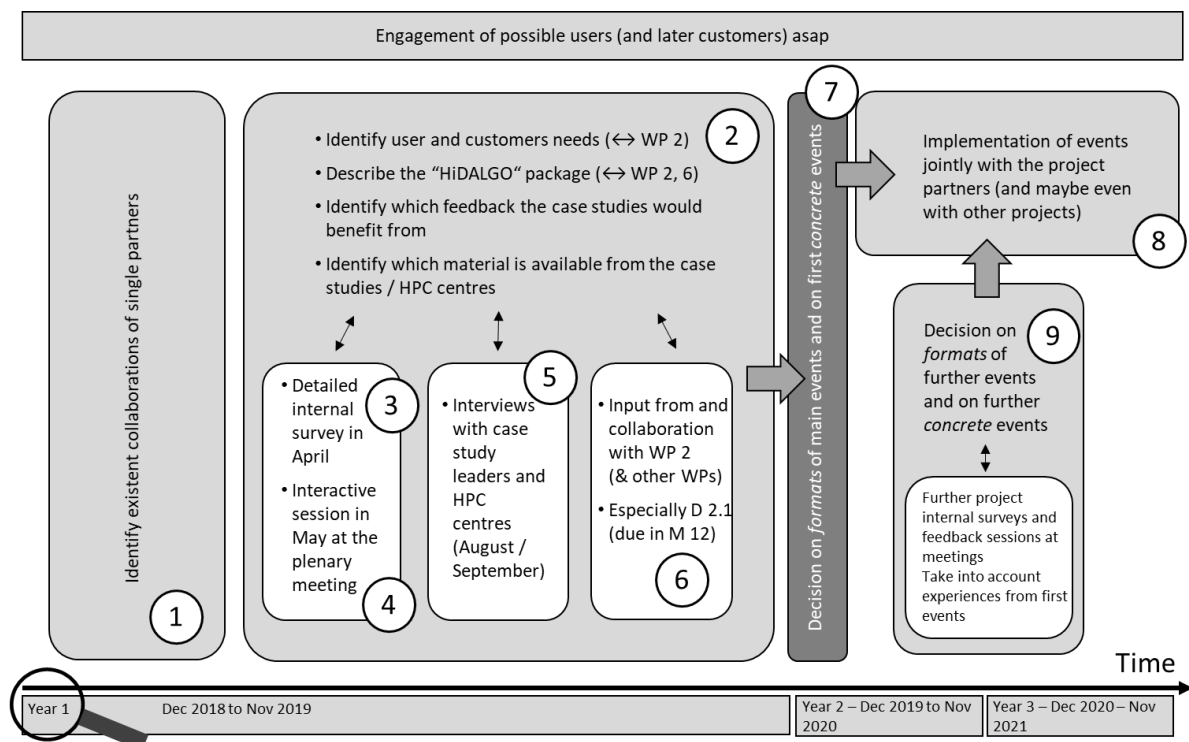 Engagement of possible users (and later customers) asap
Identify existent collaborations of single partners
1
2
• Identify user and customers needs (↔ WP 2)
• Describe the “HiDALGO“ package (↔ WP 2, 6)
• Identify which feedback the case studies would
benefit from
• Identify which material is available from the case
studies / HPC centres
3
• Detailed
internal
survey in
April
• Interactive
session in
May at the
plenary
meeting
4
5
• Interviews
with case
study
leaders and
HPC
centres
(August /
September)
• Input from and
collaboration
with WP 2
(& other WPs)
• Especially D 2.1
(due in M 12)
6
7
Decision on formats of main events and on first concrete events
Implementation of events
jointly with the project
partners (and maybe even
with other projects)
8
9
Decision on
formats of
further events
and on further
concrete events
Further project
internal surveys and
feedback sessions at
meetings
Take into account
experiences from first
events
Time
Year 1
Dec 2018 to Nov 2019
Year 2 – Dec 2019 to Nov
2020
Year 3 – Dec 2020 – Nov
2021